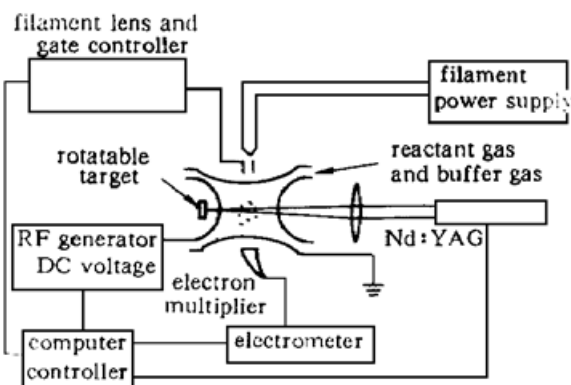 filament lens and
gate controller
filament
power supply
rotatable
target
reactant gas
and buffer gas
Nd:YAG
RF generator
DC voltage
electron
multiplier
electrometer
computer
controller